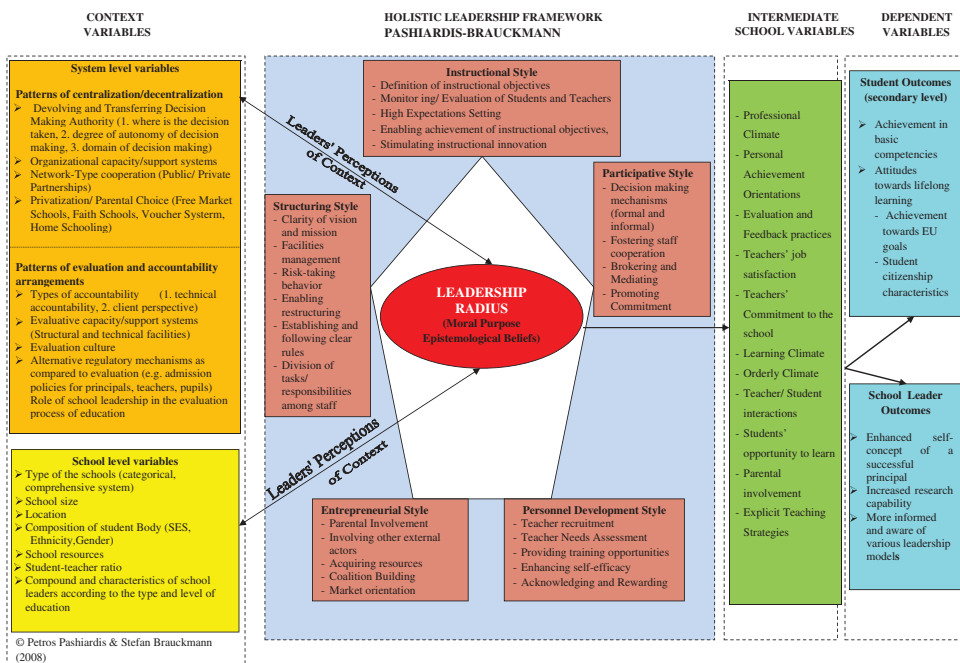 CONTEXT
VARIABLES
HOLISTIC LEADERSHIP FRAMEWORK
PASHIARDIS-BRAUCKMANN
INTERMEDIATE
SCHOOL VARIABLES
DEPENDENT
VARIABLES
System level variables
Patterns of centralization/decentralization
➢ Devolving and Transferring Decision
Making Authority (1. where is the decision
taken, 2. degree of autonomy of decision
making, 3. domain of decision making)
➢ Organizational capacity/support systems
➢ Network-Type cooperation (Public/ Private
Partnerships)
➢ Privatization/ Parental Choice (Free Market
Schools, Faith Schools, Voucher Systerm,
Home Schooling)
Patterns of evaluation and accountability
arrangements
➢ Types of accountability (1. technical
accountability, 2. client perspective)
➢ Evaluative capacity/support systems
(Structural and technical facilities)
➢ Evaluation culture
➢ Alternative regulatory mechanisms as
compared to evaluation (e.g. admission
policies for principals, teachers, pupils)
Role of school leadership in the evaluation
process of education
School level variables
➢ Type of the schools (categorical,
comprehensive system)
➢ School size
➢ Location
➢ Composition of student Body (SES,
Ethnicity,Gender)
➢ School resources
➢ Student-teacher ratio
➢ Compound and characteristics of school
leaders according to the type and level of
education
© Petros Pashiardis & Stefan Brauckmann
(2008)
Leaders' Perceptions
of Context
Leaders' Perceptions
of Context
Instructional Style
- Definition of instructional objectives
- Monitor ing/ Evaluation of Students and Teachers
- High Expectations Setting
- Enabling achievement of instructional objectives,
- Stimulating instructional innovation
Structuring Style
- Clarity of vision
and mission
- Facilities
management
- Risk-taking
behavior
- Enabling
restructuring
- Establishing and
following clear
rules
- Division of
tasks/
responsibilities
among staff
Participative Style
- Decision making
mechanisms
(formal and
informal)
- Fostering staff
cooperation
- Brokering and
Mediating
- Promoting
Commitment
LEADERSHIP
RADIUS
(Moral Purpose
Epistemological Beliefs)
Entrepreneurial Style
- Parental Involvement
- Involving other external
actors
- Acquiring resources
- Coalition Building
- Market orientation
Personnel Development Style
- Teacher recruitment
- Teacher Needs Assessment
- Providing training opportunities
- Enhancing self-efficacy
- Acknowledging and Rewarding
- Professional
Climate
- Personal
Achievement
Orientations
- Evaluation and
Feedback practices
- Teachers' job
satisfaction
- Teachers'
Commitment to the
school
- Learning Climate
- Orderly Climate
- Teacher/ Student
interactions
- Students'
opportunity to learn
- Parental
involvement
- Explicit Teaching
Strategies
Student Outcomes
(secondary level)
➢ Achievement in
basic
competencies
➢ Attitudes
towards lifelong
learning
- Achievement
towards EU
goals
- Student
citizenship
characteristics
School Leader
Outcomes
➢ Enhanced self-
concept of a
successful
principal
➢ Increased research
capability
➢ More informed
and aware of
various leadership
models